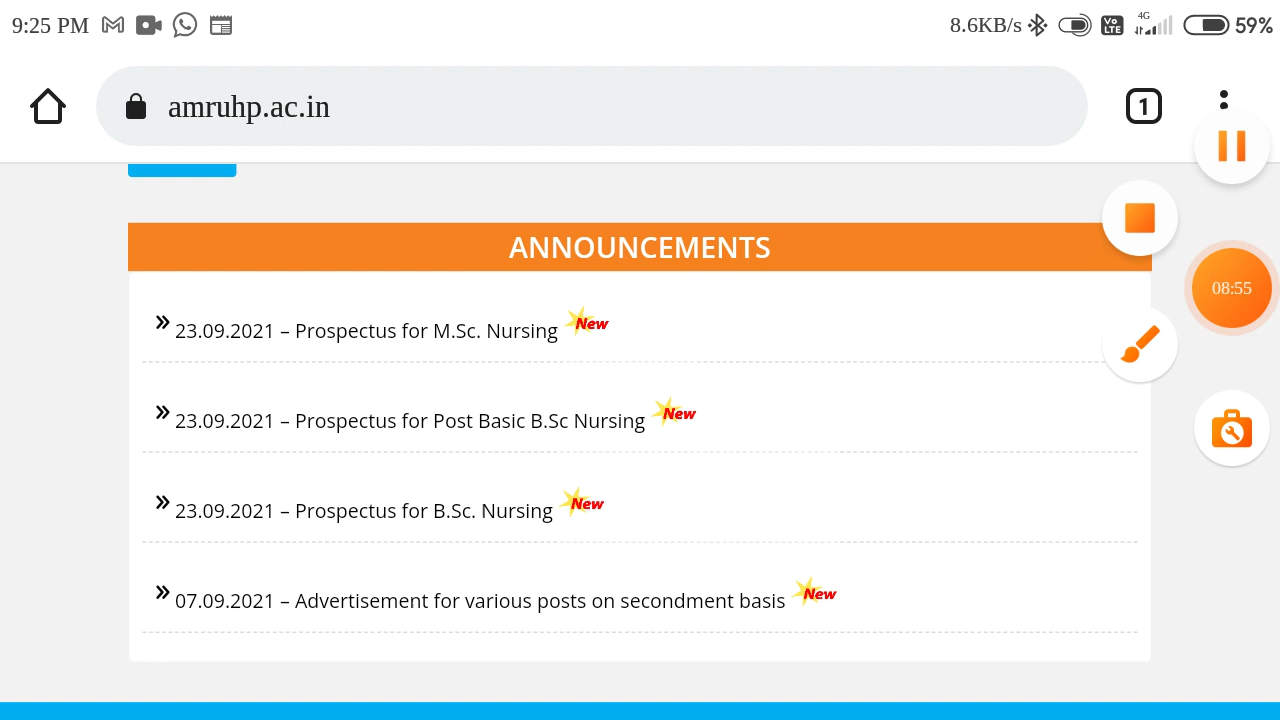 9:25 PM 8.6KB/s Vo LTE 4G 59%
amruhp.ac.in 1
ANNOUNCEMENTS
08:55
» 23.09.2021 – Prospectus for M.Sc. Nursing New
» 23.09.2021 – Prospectus for Post Basic B.Sc Nursing New
» 23.09.2021 – Prospectus for B.Sc. Nursing New
» 07.09.2021 – Advertisement for various posts on secondment basis New